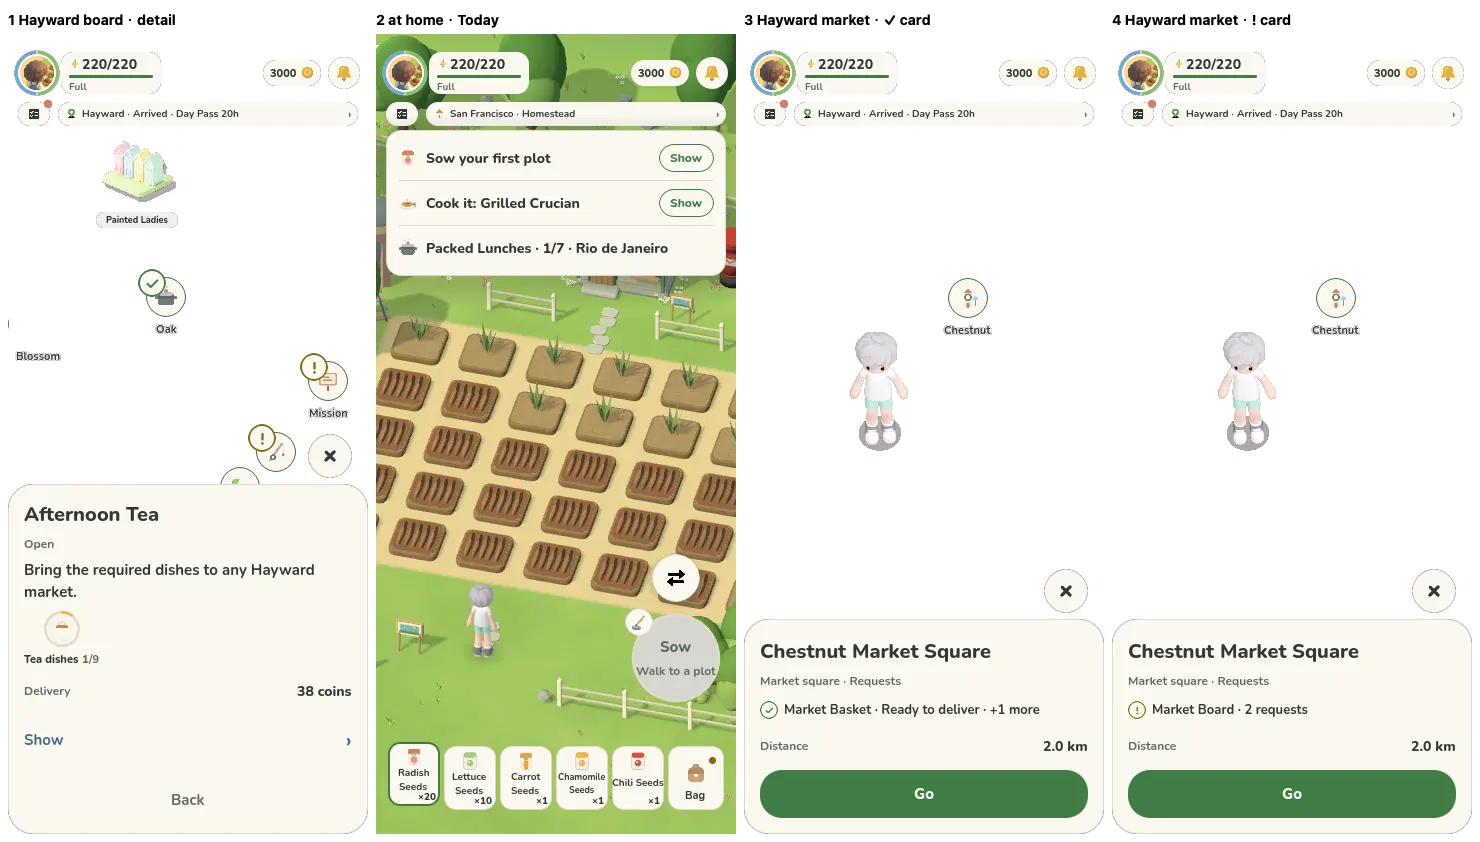 1 Hayward board · detail
220/220
Full
3000
Hayward · Arrived · Day Pass 20h
Painted Ladies
Oak
Blossom
Mission
Afternoon Tea
Open
Bring the required dishes to any Hayward
market.
Tea dishes 1/9
Delivery
38 coins
Show
Back
2 at home · Today
220/220
Full
3000
San Francisco · Homestead
Sow your first plot
Show
Cook it: Grilled Crucian
Show
Packed Lunches · 1/7 · Rio de Janeiro
Sow
Walk to a plot
Radish
Seeds
×20
Lettuce
Seeds
×10
Carrot
Seeds
×1
Chamomile
Seeds
×1
Chili Seeds
×1
Bag
3 Hayward market · ✓ card
220/220
Full
3000
Hayward · Arrived · Day Pass 20h
Chestnut
Chestnut Market Square
Market square · Requests
Market Basket · Ready to deliver · +1 more
Distance
2.0 km
Go
4 Hayward market · ! card
220/220
Full
3000
Hayward · Arrived · Day Pass 20h
Chestnut
Chestnut Market Square
Market square · Requests
Market Board · 2 requests
Distance
2.0 km
Go